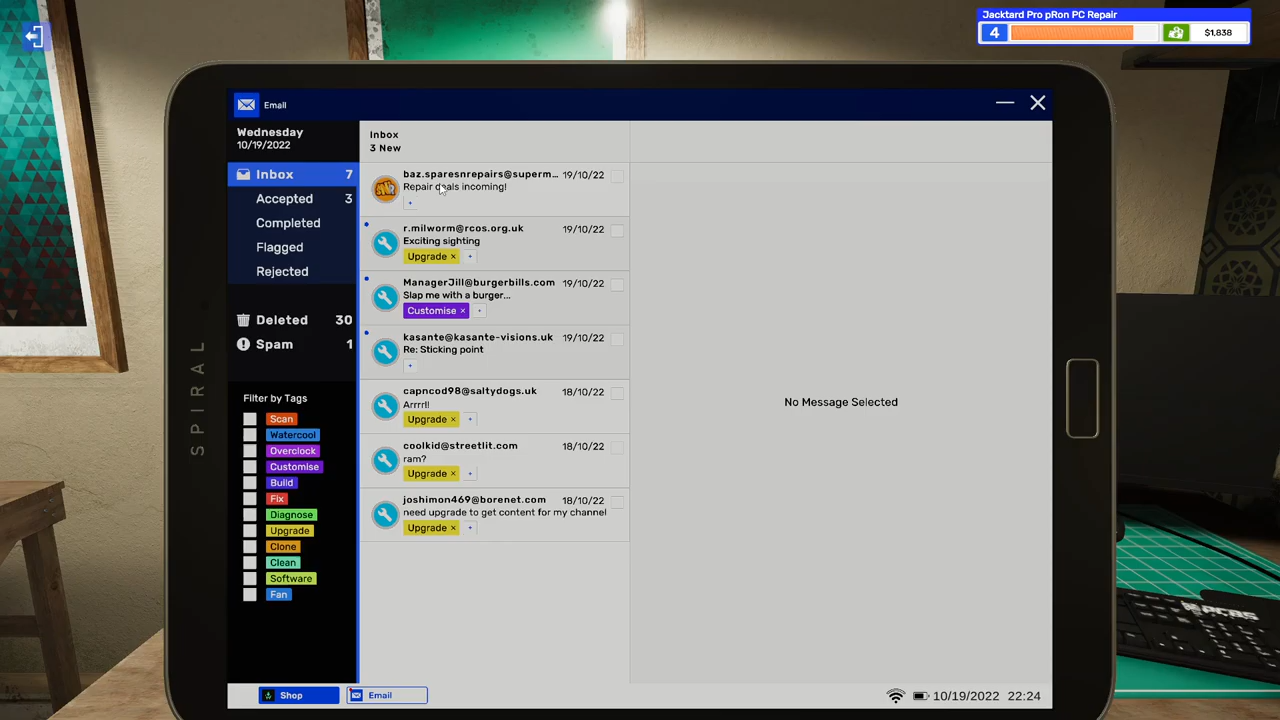 Jacktard Pro pRon PC Repair
4
$1,838
Email
Wednesday
10/19/2022
Inbox 7
Accepted 3
Completed
Flagged
Rejected
Deleted 30
Spam 1
Filter by Tags
Scan
Watercool
Overclock
Customise
Build
Fix
Diagnose
Upgrade
Clone
Clean
Software
Fan
Inbox
3 New
baz.sparesnrepairs@superm... 19/10/22
Repair deals incoming!
+
r.milworm@rcos.org.uk 19/10/22
Exciting sighting
Upgrade × +
ManagerJill@burgerbills.com 19/10/22
Slap me with a burger...
Customise × +
kasante@kasante-visions.uk 19/10/22
Re: Sticking point
+
capncod98@saltydogs.uk 18/10/22
Arrrr!!
Upgrade × +
coolkid@streetlit.com 18/10/22
ram?
Upgrade × +
joshimon469@borenet.com 18/10/22
need upgrade to get content for my channel
Upgrade × +
No Message Selected
SPIRAL
Shop
Email
10/19/2022 22:24